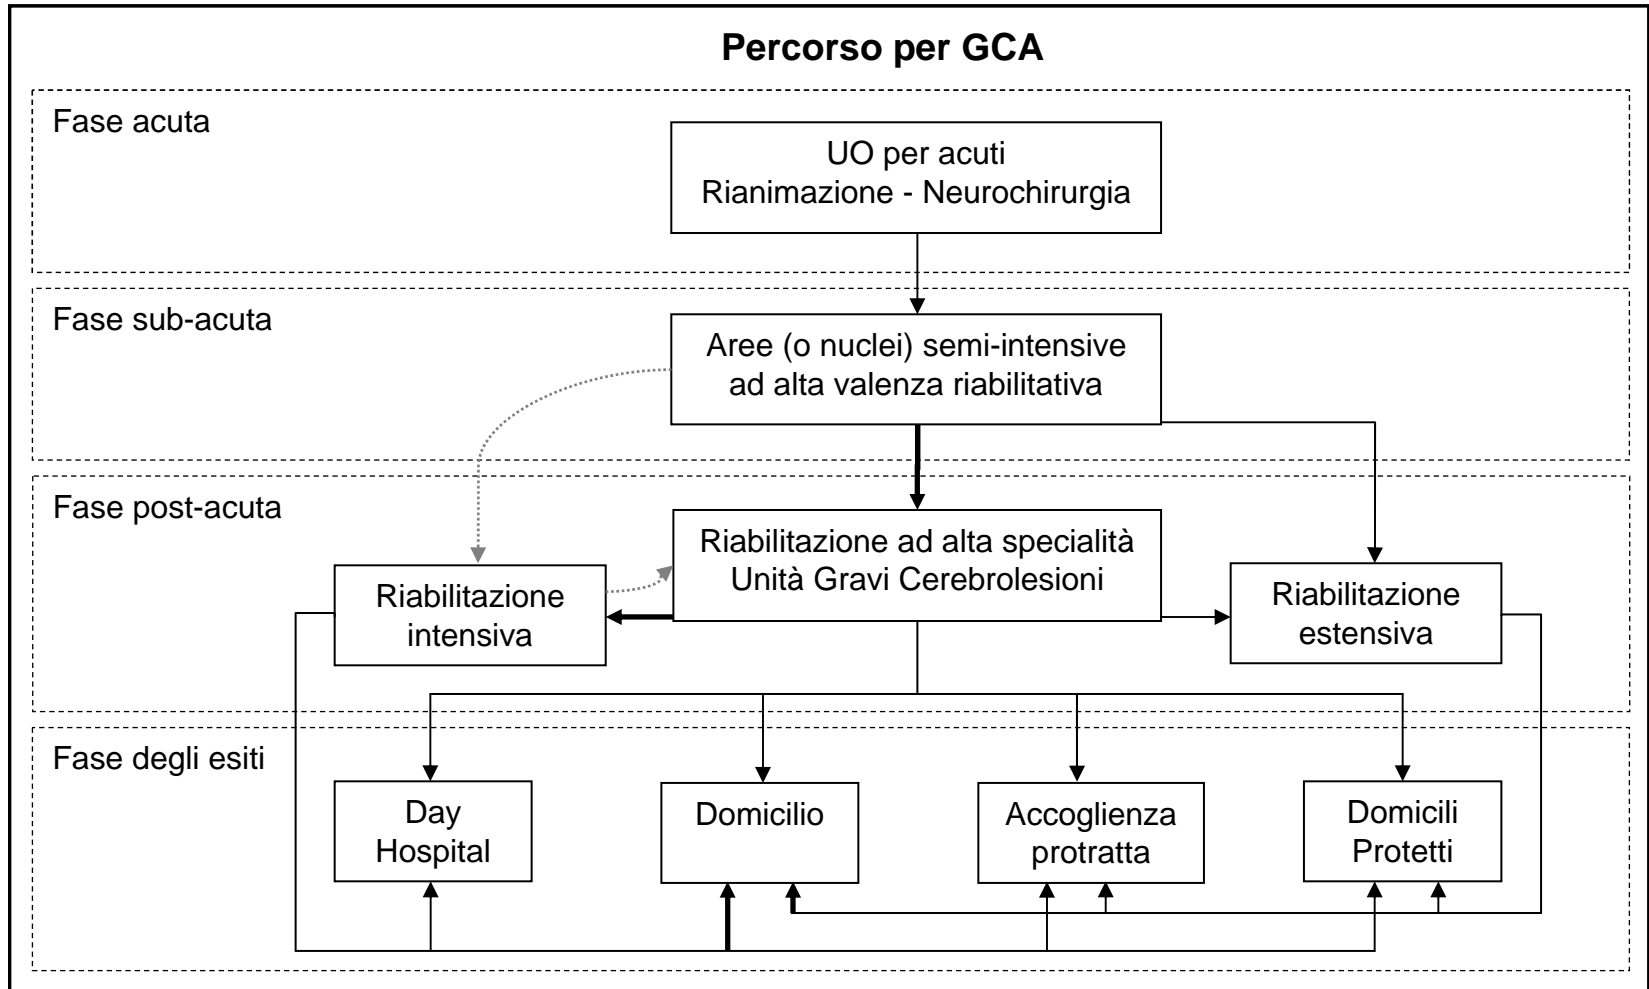 Percorso per GCA
Fase acuta
UO per acuti
Rianimazione - Neurochirurgia
Fase sub-acuta
Aree (o nuclei) semi-intensive
ad alta valenza riabilitativa
Fase post-acuta
Riabilitazione ad alta specialità
Unità Gravi Cerebrolesioni
Riabilitazione
intensiva
Riabilitazione
estensiva
Fase degli esiti
Day
Hospital
Domicilio
Accoglienza
protratta
Domicili
Protetti